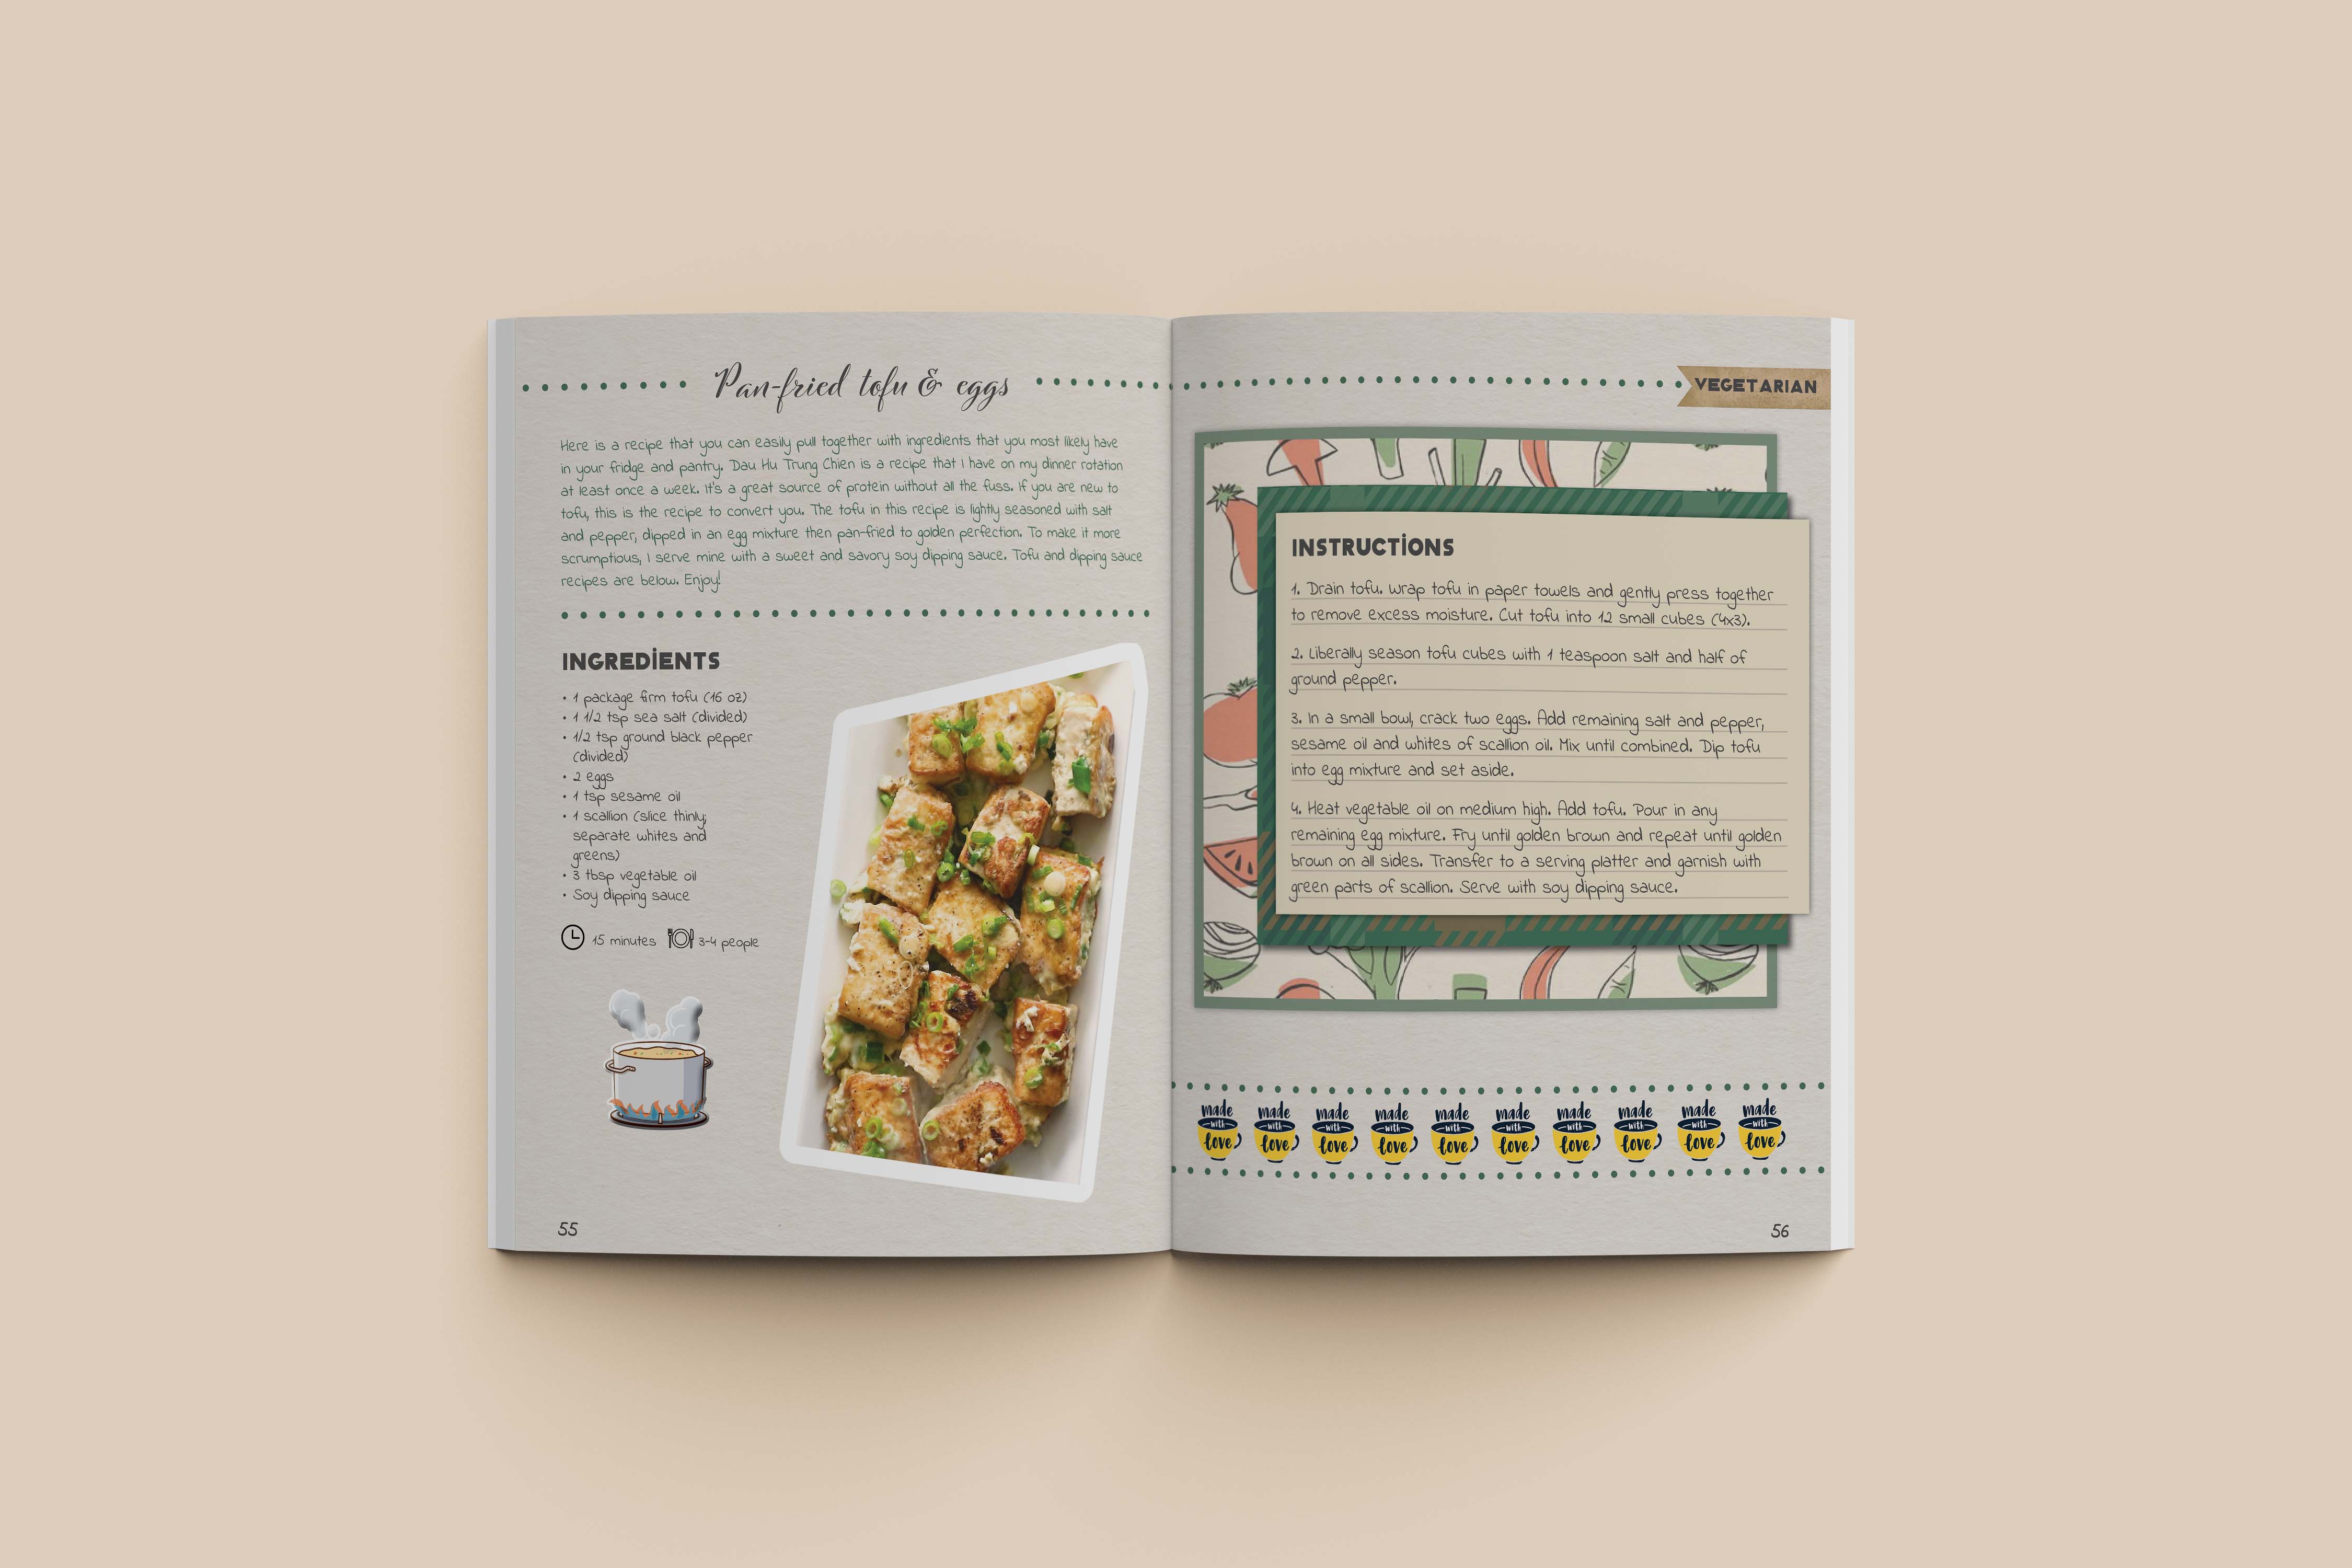 Pan-fried tofu & eggs
Here is a recipe that you can easily pull together with ingredients that you most likely have
in your fridge and pantry. Dau Hu Trung Chien is a recipe that I have on my dinner rotation
at least once a week. It's a great source of protein without all the fuss. If you are new to
tofu, this is the recipe to convert you. The tofu in this recipe is lightly seasoned with salt
and pepper, dipped in an egg mixture then pan-fried to golden perfection. To make it more
scrumptious, I serve mine with a sweet and savory soy dipping sauce. Tofu and dipping sauce
recipes are below. Enjoy!
INGREDIENTS
• 1 package firm tofu (16 oz)
• 1 1/2 tsp sea salt (divided)
• 1/2 tsp ground black pepper
(divided)
• 2 eggs
• 1 tsp sesame oil
• 1 scallion (slice thinly;
separate whites and
greens)
• 3 tbsp vegetable oil
• Soy dipping sauce
15 minutes 3-4 people
55
VEGETARIAN
INSTRUCTIONS
1. Drain tofu. wrap tofu in paper towels and gently press together
to remove excess moisture. Cut tofu into 12 small cubes (4x3).
2. Liberally season tofu cubes with 1 teaspoon salt and half of
ground pepper.
3. In a small bowl, crack two eggs. Add remaining salt and pepper,
sesame oil and whites of scallion oil. Mix until combined. Dip tofu
into egg mixture and set aside.
4. Heat vegetable oil on medium high. Add tofu. Pour in any
remaining egg mixture. Fry until golden brown and repeat until golden
brown on all sides. Transfer to a serving platter and garnish with
green parts of scallion. Serve with soy dipping sauce.
made made made made made made made made made made
with with with with with with with with with with
love love love love love love love love love love
56